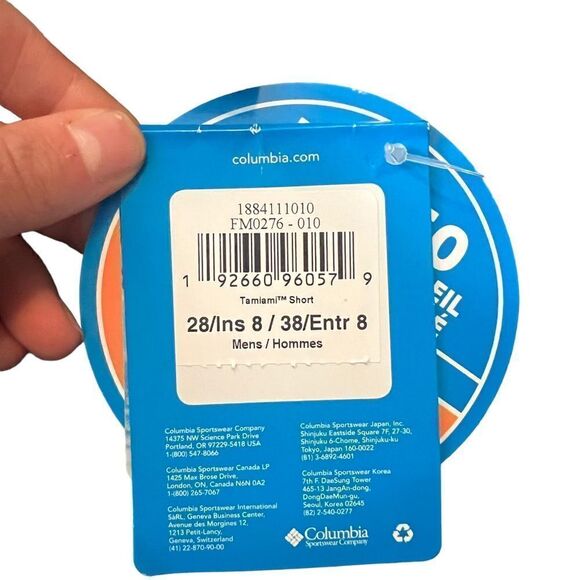 columbia.com
1884111010
FM0276 - 010
1 92660 96057 9
Tamiami™ Short
28/Ins 8 / 38/Entr 8
Mens / Hommes
Columbia Sportswear Company
14375 NW Science Park Drive
Portland, OR 97229-5418 USA
1-(800) 547-8066
Columbia Sportswear Canada LP
1425 Max Brose Drive,
London, ON, Canada N6N 0A2
1-(800) 265-7067
Columbia Sportswear International
SàRL, Geneva Business Center,
Avenue des Morgines 12,
1213 Petit-Lancy,
Geneva, Switzerland
(41) 22-870-90-00
Columbia Sportswear Japan, Inc.
Shinjuku Eastside Square 7F, 27-30,
Shinjuku 6-Chome, Shinjuku-ku
Tokyo, Japan 160-0022
(81) 3-6892-4601
Columbia Sportswear Korea
7th F. DaeSung Tower
465-13 JangAn-dong,
DongDaeMun-gu,
Seoul, Korea 02645
(82) 2-540-0277
Columbia
Sportswear Company